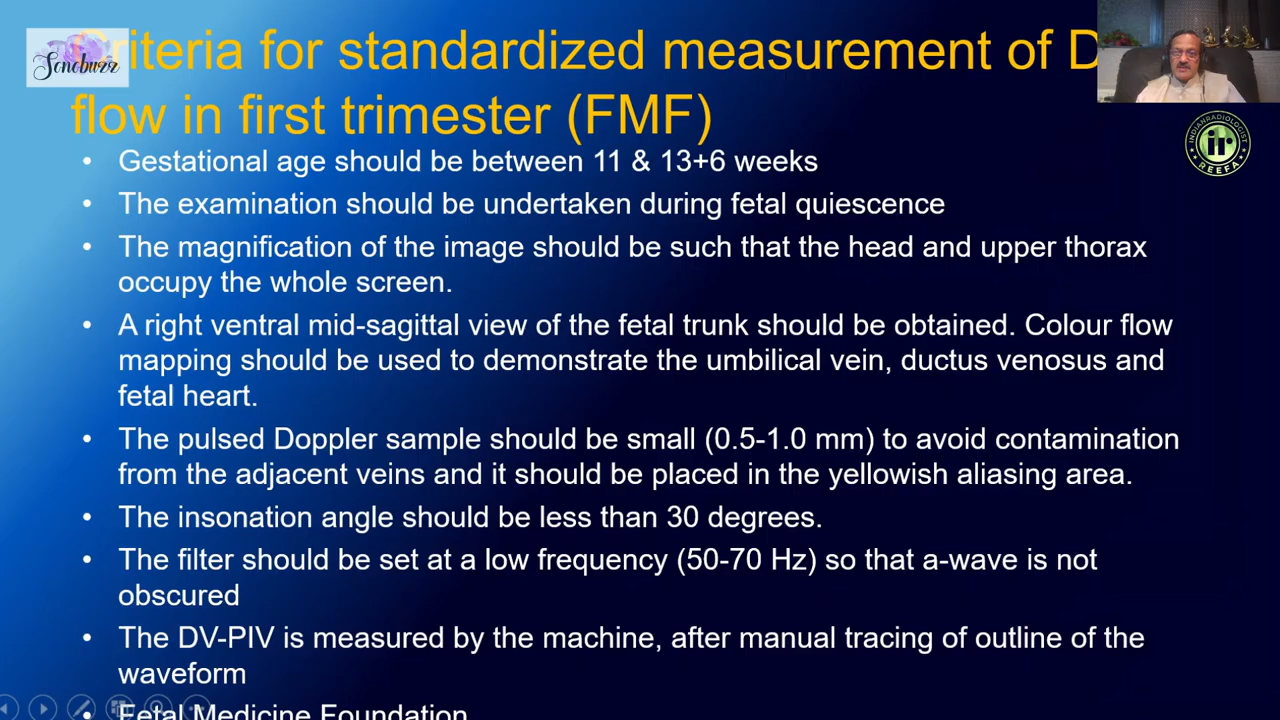 Sonobuzz
Criteria for standardized measurement of D
flow in first trimester (FMF)
INDIANRADIOLOGIST
ir
REEFA
• Gestational age should be between 11 & 13+6 weeks
• The examination should be undertaken during fetal quiescence
• The magnification of the image should be such that the head and upper thorax
occupy the whole screen.
• A right ventral mid-sagittal view of the fetal trunk should be obtained. Colour flow
mapping should be used to demonstrate the umbilical vein, ductus venosus and
fetal heart.
• The pulsed Doppler sample should be small (0.5-1.0 mm) to avoid contamination
from the adjacent veins and it should be placed in the yellowish aliasing area.
• The insonation angle should be less than 30 degrees.
• The filter should be set at a low frequency (50-70 Hz) so that a-wave is not
obscured
• The DV-PIV is measured by the machine, after manual tracing of outline of the
waveform
• Fetal Medicine Foundation